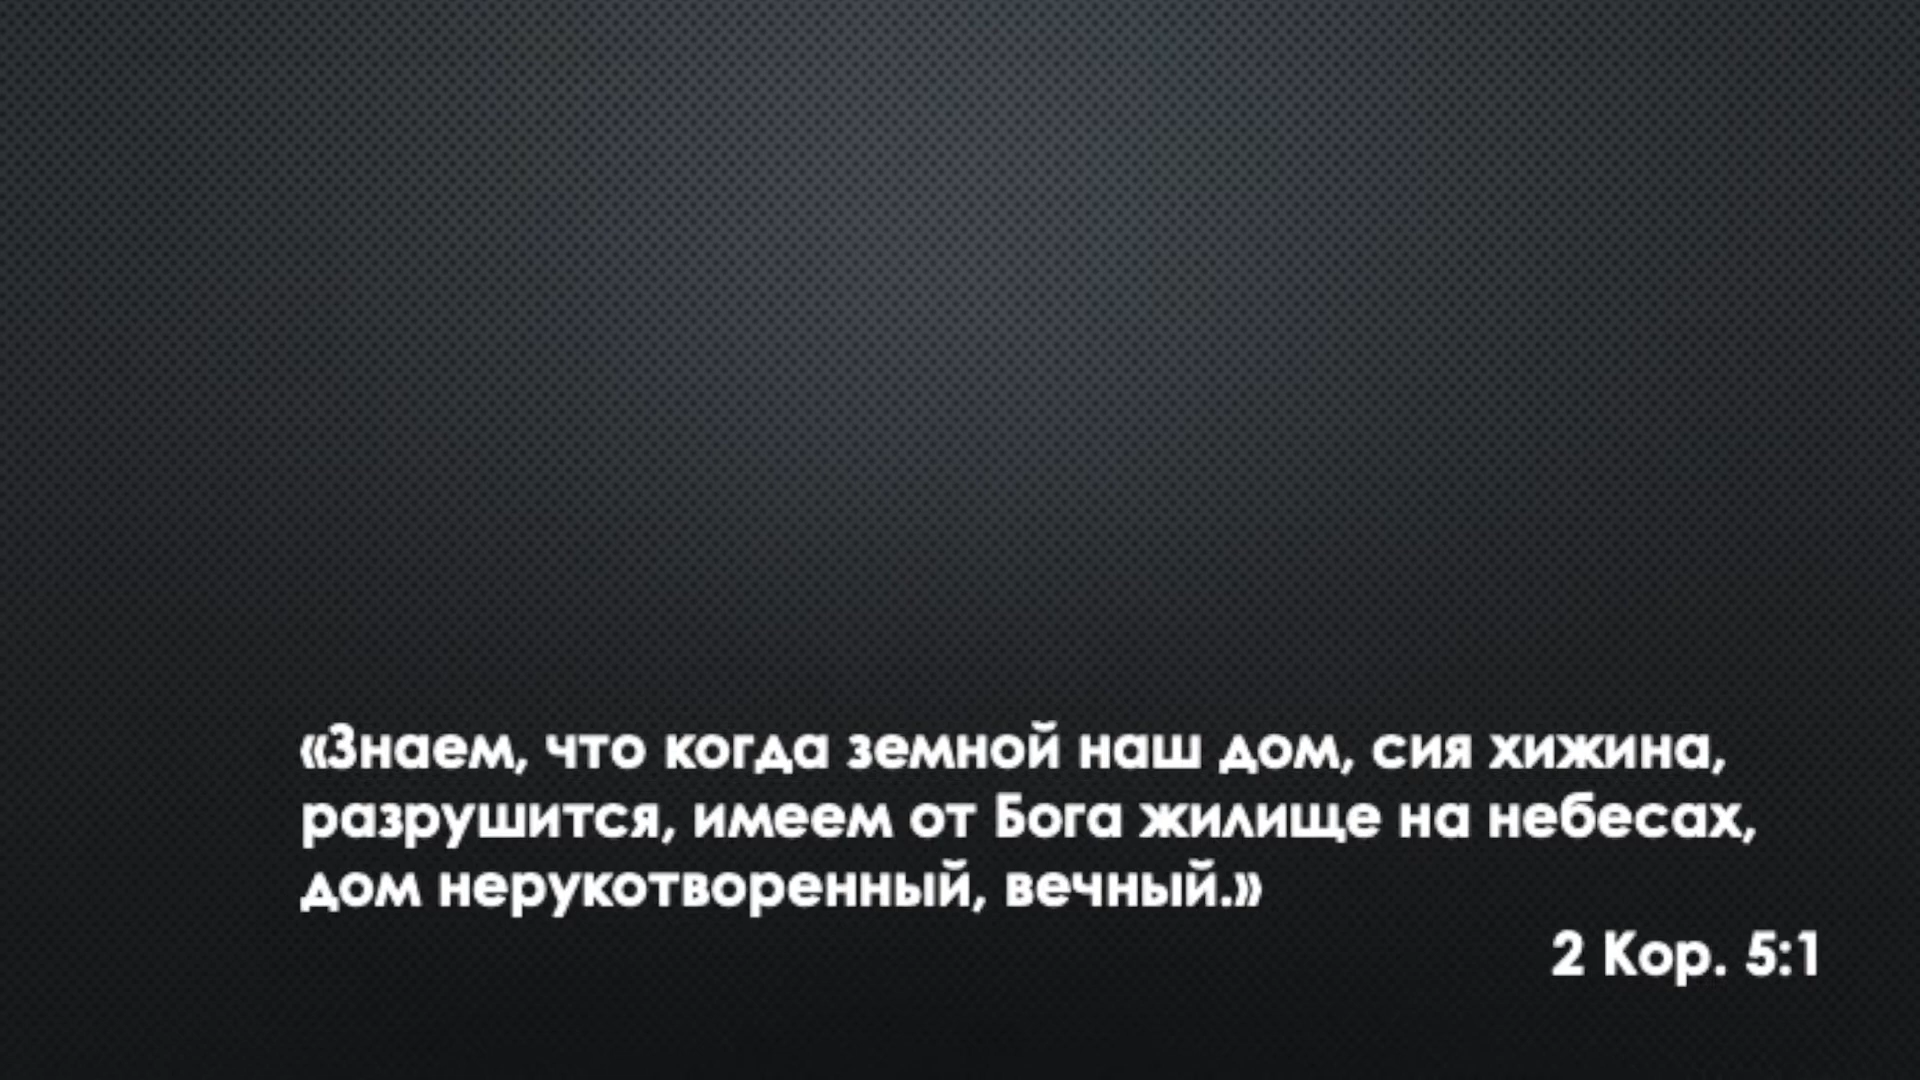 «Знаем, что когда земной наш дом, сия хижина,
разрушится, имеем от Бога жилище на небесах,
дом нерукотворенный, вечный.»
2 Кор. 5:1